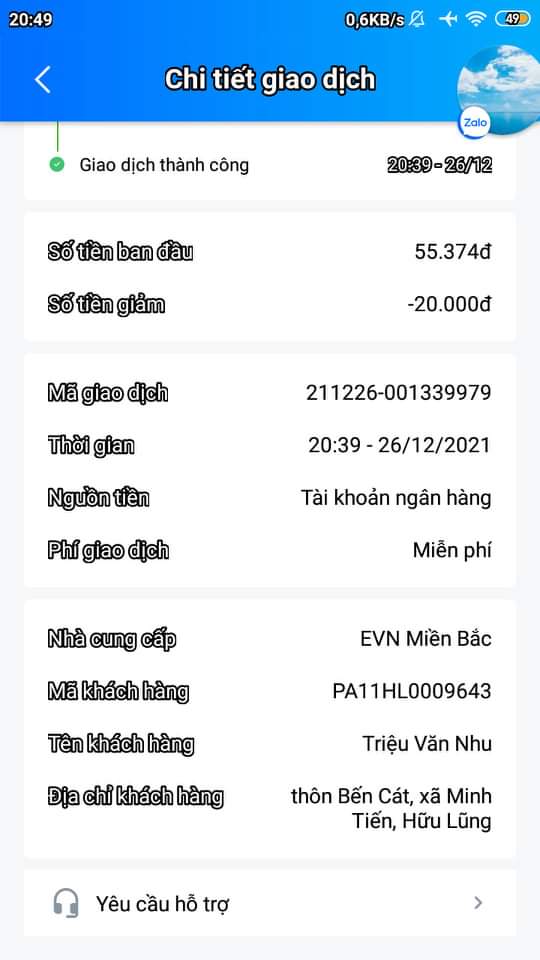 20:49 0,6KB/s 49
Chi tiết giao dịch
Zalo
Giao dịch thành công 20:39 - 26/12
Số tiền ban đầu 55.374đ
Số tiền giảm -20.000đ
Mã giao dịch 211226-001339979
Thời gian 20:39 - 26/12/2021
Nguồn tiền Tài khoản ngân hàng
Phí giao dịch Miễn phí
Nhà cung cấp EVN Miền Bắc
Mã khách hàng PA11HL0009643
Tên khách hàng Triệu Văn Nhu
Địa chỉ khách hàng thôn Bến Cát, xã Minh
Tiến, Hữu Lũng
Yêu cầu hỗ trợ